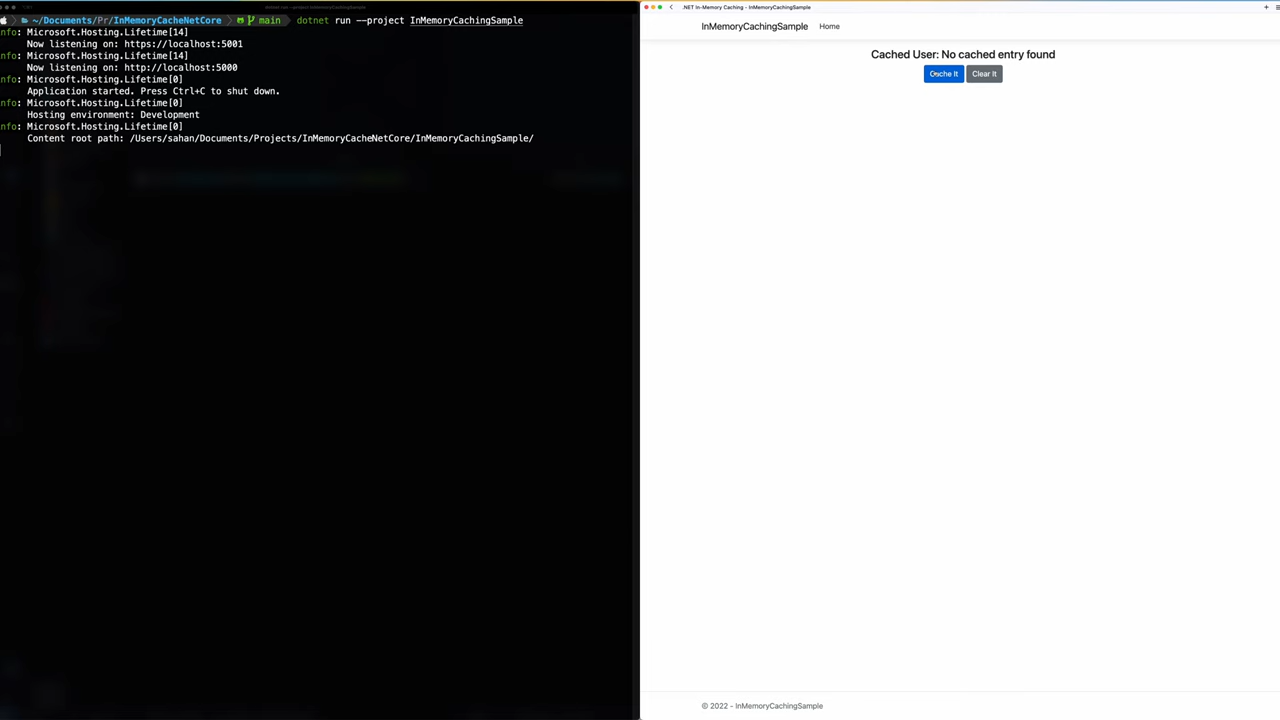 ~/Documents/Pr/InMemoryCacheNetCore main dotnet run --project InMemoryCachingSample
nfo: Microsoft.Hosting.Lifetime[14]
Now listening on: https://localhost:5001
nfo: Microsoft.Hosting.Lifetime[14]
Now listening on: http://localhost:5000
nfo: Microsoft.Hosting.Lifetime[0]
Application started. Press Ctrl+C to shut down.
nfo: Microsoft.Hosting.Lifetime[0]
Hosting environment: Development
nfo: Microsoft.Hosting.Lifetime[0]
Content root path: /Users/sahan/Documents/Projects/InMemoryCacheNetCore/InMemoryCachingSample/
.NET In-Memory Caching - InMemoryCachingSample
InMemoryCachingSample Home
Cached User: No cached entry found
Cache It Clear It
© 2022 - InMemoryCachingSample